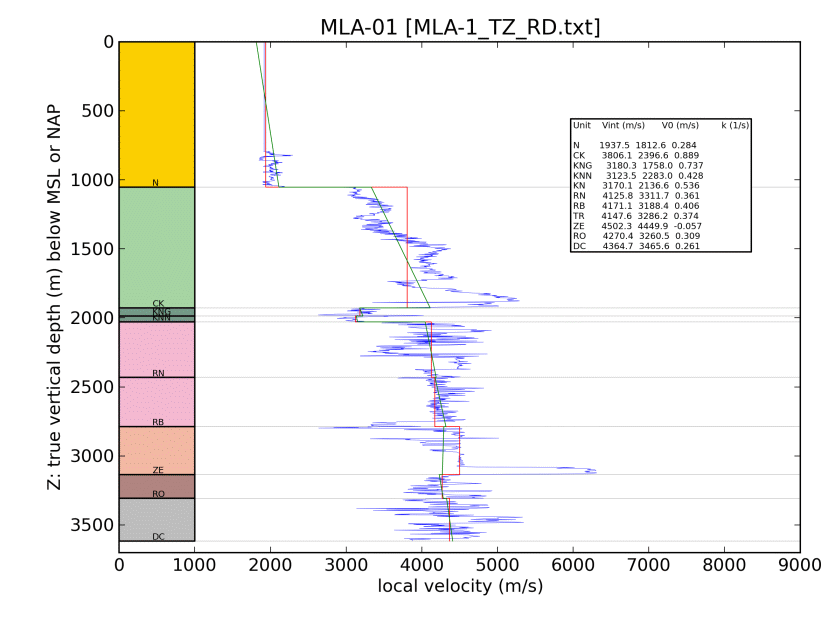 MLA-01 [MLA-1_TZ_RD.txt]
0
500
1000
1500
2000
2500
3000
3500
Z: true vertical depth (m) below MSL or NAP
N
CK
KNG
KNN
RN
RB
ZE
RO
DC
Unit Vint (m/s) V0 (m/s) k (1/s)
N 1937.5 1812.6 0.284
CK 3806.1 2396.6 0.889
KNG 3180.3 1758.0 0.737
KNN 3123.5 2283.0 0.428
KN 3170.1 2136.6 0.536
RN 4125.8 3311.7 0.361
RB 4171.1 3188.4 0.406
TR 4147.6 3286.2 0.374
ZE 4502.3 4449.9 -0.057
RO 4270.4 3260.5 0.309
DC 4364.7 3465.6 0.261
0 1000 2000 3000 4000 5000 6000 7000 8000 9000
local velocity (m/s)